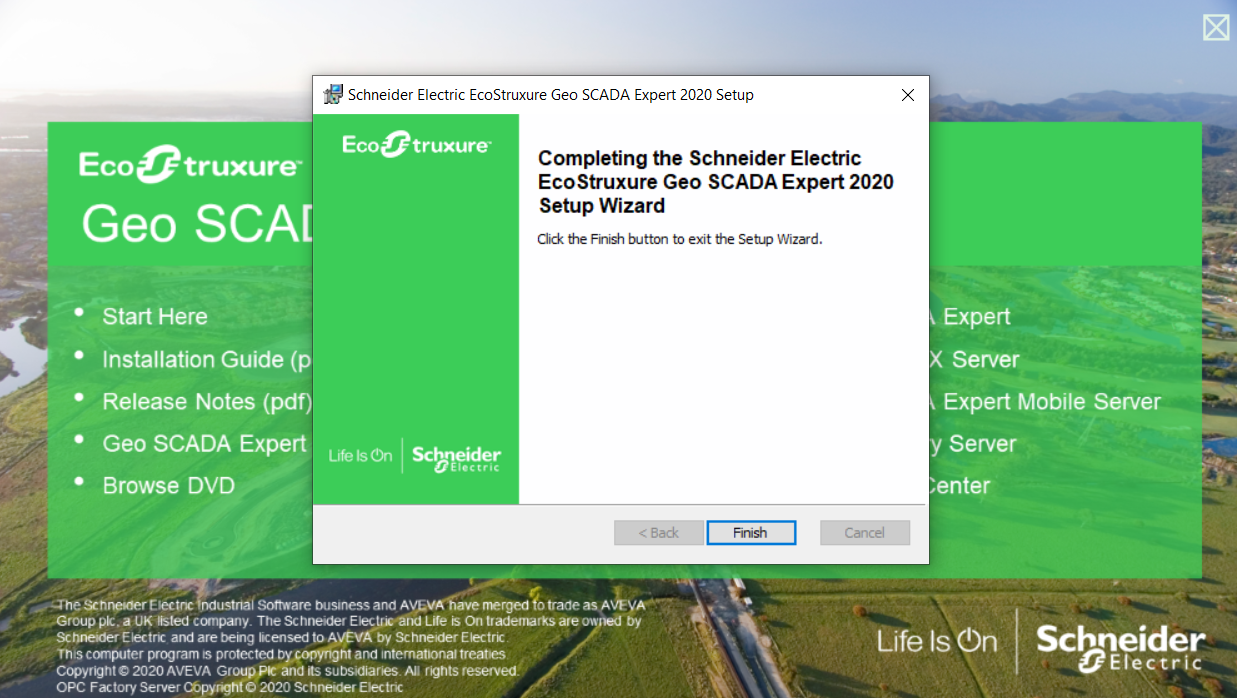 Schneider Electric EcoStruxure Geo SCADA Expert 2020 Setup
EcoStruxure™
Completing the Schneider Electric
EcoStruxure Geo SCADA Expert 2020
Setup Wizard
Click the Finish button to exit the Setup Wizard.
Life Is On
Schneider
Electric
< Back
Finish
Cancel
EcoStruxure™
Geo SCAD
• Start Here
• Installation Guide (p
• Release Notes (pdf)
• Geo SCADA Expert
• Browse DVD
A Expert
X Server
A Expert Mobile Server
y Server
Center
The Schneider Electric Industrial Software business and AVEVA have merged to trade as AVEVA
Group plc, a UK listed company. The Schneider Electric and Life is On trademarks are owned by
Schneider Electric and are being licensed to AVEVA by Schneider Electric.
This computer program is protected by copyright and international treaties
Copyright © 2020 AVEVA Group Plc and its subsidiaries. All rights reserved.
OPC Factory Server Copyright © 2020 Schneider Electric
Life Is On
Schneider
Electric